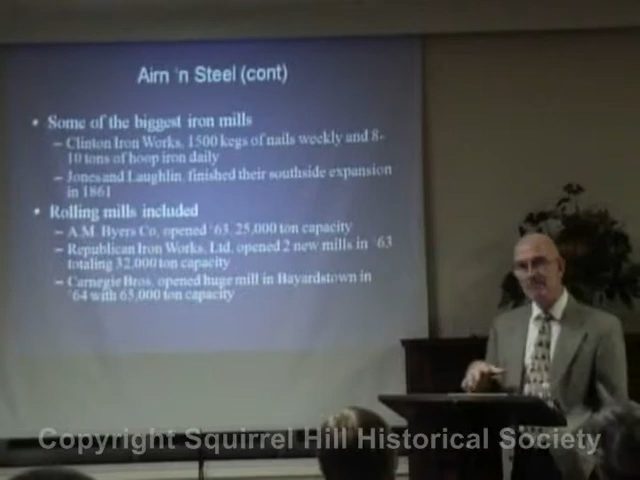 Airn 'n Steel (cont)
• Some of the biggest iron mills
– Clinton Iron Works, 1500 kegs of nails weekly and 8-
10 tons of hoop iron daily
– Jones and Laughlin, finished their southside expansion
in 1861
• Rolling mills included
– A.M. Byers Co, opened '63, 25,000 ton capacity
– Republican Iron Works, Ltd, opened 2 new mills in '63
totaling 32,000 ton capacity
– Carnegie Bros, opened huge mill in Bayardstown in
'64 with 65,000 ton capacity
Copyright Squirrel Hill Historical Society